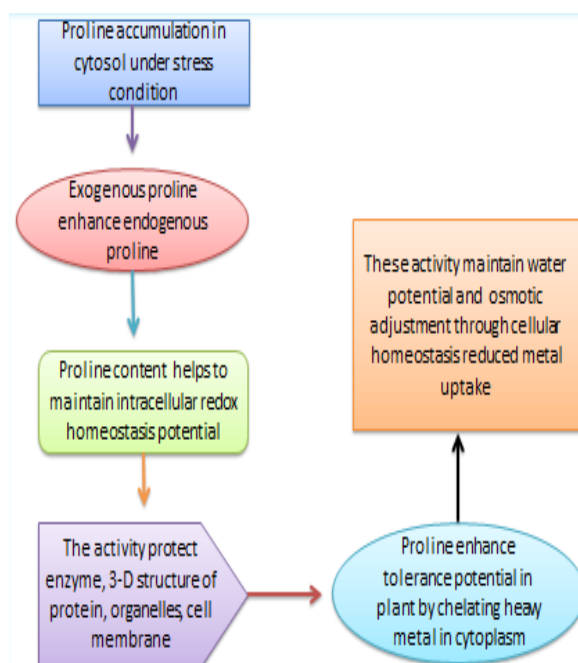 Proline accumulation in
cytosol under stress
condition
Exogenous proline
enhance endogenous
proline
Proline content helps to
maintain intracellular redox
homeostasis potential
The activity protect
enzyme, 3-D structure of
protein, organelles, cell
membrane
Proline enhance
tolerance potential in
plant by chelating heavy
metal in cytoplasm
These activity maintain water
potential and osmotic
adjustment through cellular
homeostasis reduced metal
uptake